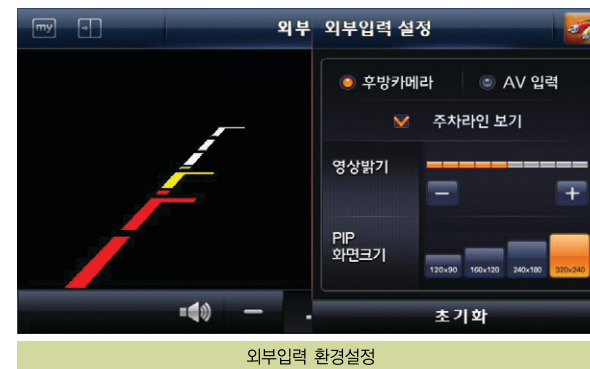 my
외부
외부입력 설정
후방카메라
AV 입력
주차라인 보기
영상밝기
PIP
화면크기
120x90
160x120
240x180
320x240
초기화
외부입력 환경설정